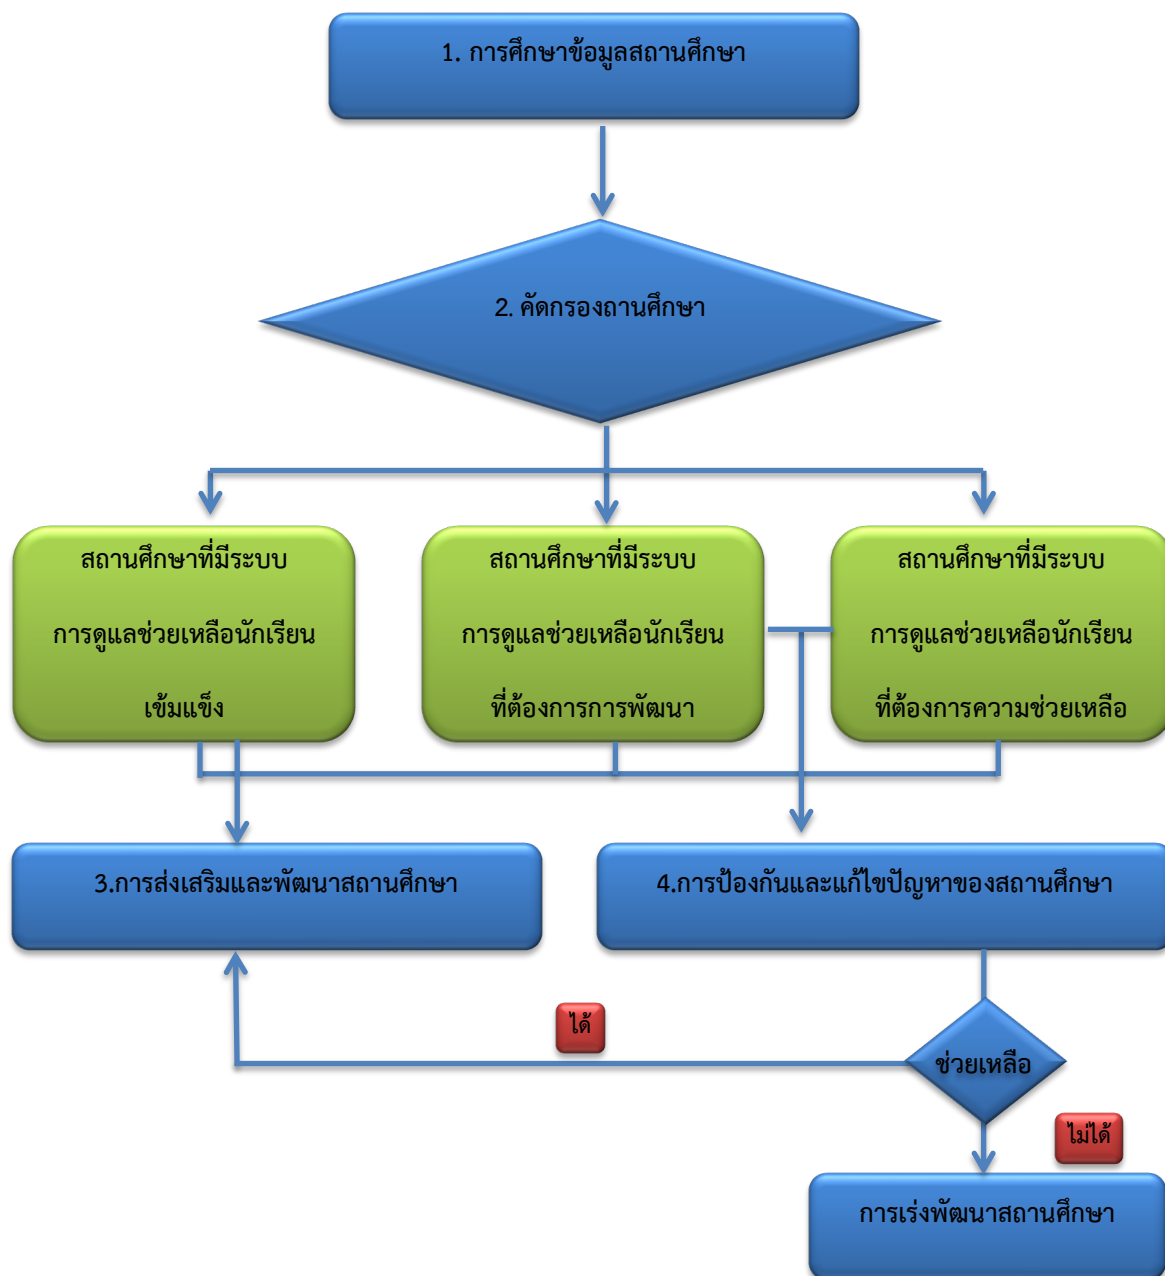 1. การศึกษาข้อมูลสถานศึกษา
2. คัดกรองถานศึกษา
สถานศึกษาที่มีระบบ
การดูแลช่วยเหลือนักเรียน
เข้มแข็ง
สถานศึกษาที่มีระบบ
การดูแลช่วยเหลือนักเรียน
ที่ต้องการการพัฒนา
สถานศึกษาที่มีระบบ
การดูแลช่วยเหลือนักเรียน
ที่ต้องการความช่วยเหลือ
3.การส่งเสริมและพัฒนาสถานศึกษา
4.การป้องกันและแก้ไขปัญหาของสถานศึกษา
ได้
ช่วยเหลือ
ไม่ได้
การเร่งพัฒนาสถานศึกษา